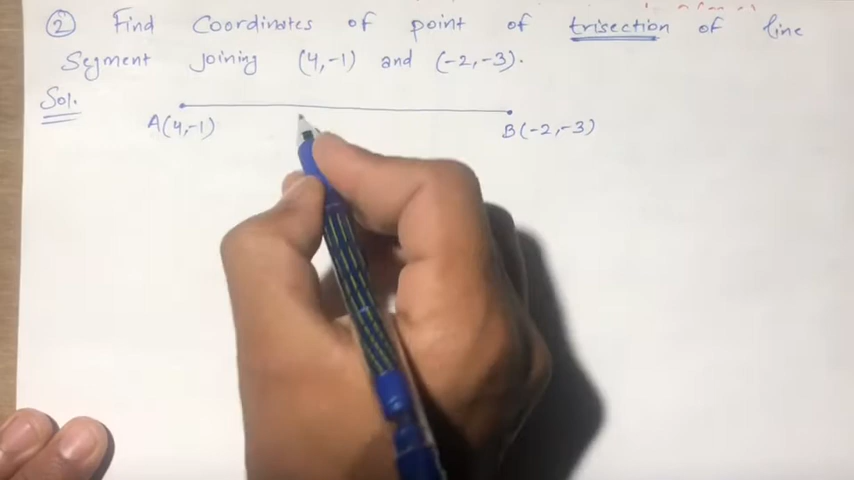 ② Find Coordinates of point of trisection of line
Segment joining (4,-1) and (-2,-3).
Sol.
A(4,-1) B(-2,-3)